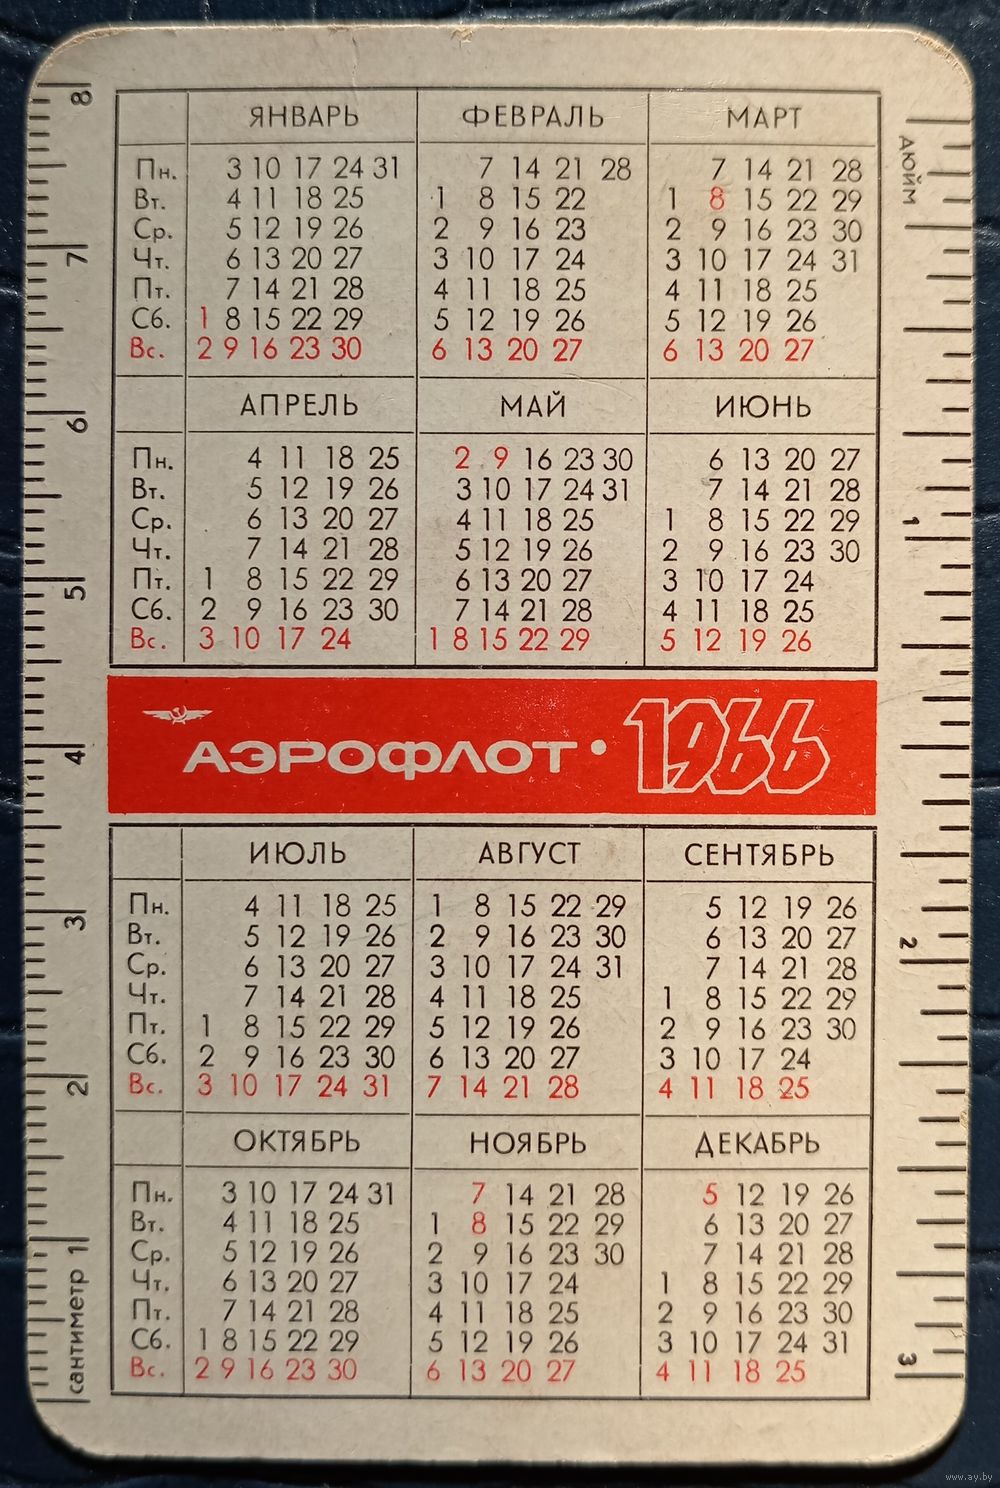 ЯНВАРЬ ФЕВРАЛЬ МАРТ
Пн. 3 10 17 24 31 7 14 21 28 7 14 21 28
Вт. 4 11 18 25 1 8 15 22 1 8 15 22 29
Ср. 5 12 19 26 2 9 16 23 2 9 16 23 30
Чт. 6 13 20 27 3 10 17 24 3 10 17 24 31
Пт. 7 14 21 28 4 11 18 25 4 11 18 25
Сб. 1 8 15 22 29 5 12 19 26 5 12 19 26
Вс. 2 9 16 23 30 6 13 20 27 6 13 20 27
АПРЕЛЬ МАЙ ИЮНЬ
Пн. 4 11 18 25 2 9 16 23 30 6 13 20 27
Вт. 5 12 19 26 3 10 17 24 31 7 14 21 28
Ср. 6 13 20 27 4 11 18 25 1 8 15 22 29
Чт. 7 14 21 28 5 12 19 26 2 9 16 23 30
Пт. 1 8 15 22 29 6 13 20 27 3 10 17 24
Сб. 2 9 16 23 30 7 14 21 28 4 11 18 25
Вс. 3 10 17 24 1 8 15 22 29 5 12 19 26
АЭРОФЛОТ • 1966
ИЮЛЬ АВГУСТ СЕНТЯБРЬ
Пн. 4 11 18 25 1 8 15 22 29 5 12 19 26
Вт. 5 12 19 26 2 9 16 23 30 6 13 20 27
Ср. 6 13 20 27 3 10 17 24 31 7 14 21 28
Чт. 7 14 21 28 4 11 18 25 1 8 15 22 29
Пт. 1 8 15 22 29 5 12 19 26 2 9 16 23 30
Сб. 2 9 16 23 30 6 13 20 27 3 10 17 24
Вс. 3 10 17 24 31 7 14 21 28 4 11 18 25
ОКТЯБРЬ НОЯБРЬ ДЕКАБРЬ
Пн. 3 10 17 24 31 7 14 21 28 5 12 19 26
Вт. 4 11 18 25 1 8 15 22 29 6 13 20 27
Ср. 5 12 19 26 2 9 16 23 30 7 14 21 28
Чт. 6 13 20 27 3 10 17 24 1 8 15 22 29
Пт. 7 14 21 28 4 11 18 25 2 9 16 23 30
Сб. 1 8 15 22 29 5 12 19 26 3 10 17 24 31
Вс. 2 9 16 23 30 6 13 20 27 4 11 18 25
сантиметр 1 2 3 4 5 6 7 8
дюйм 1 2 3
www.ay.by